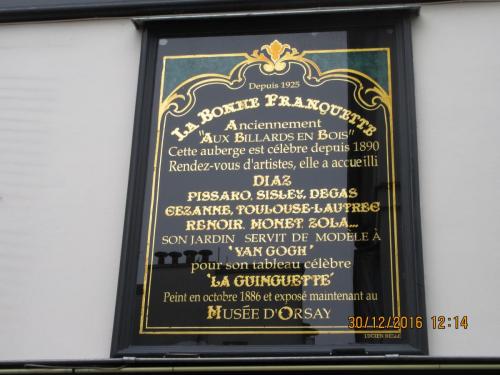 Depuis 1925
LA BONNE FRANQUETTE
ANCIENNEMENT
"AUX BILLARDS EN BOIS"
Cette auberge est célèbre depuis 1890
Rendez-vous d'artistes, elle a accueilli
DIAZ
PISSARO, SISLEY, DEGAS
CEZANNE, TOULOUSE-LAUTREC
RENOIR, MONET, ZOLA...
SON JARDIN SERVIT DE MODÈLE À
'VAN GOGH'
pour son tableau célèbre
'LA GUINGUETTE'
Peint en octobre 1886 et exposé maintenant au
MUSÉE D'ORSAY
30/12/2016 12:14